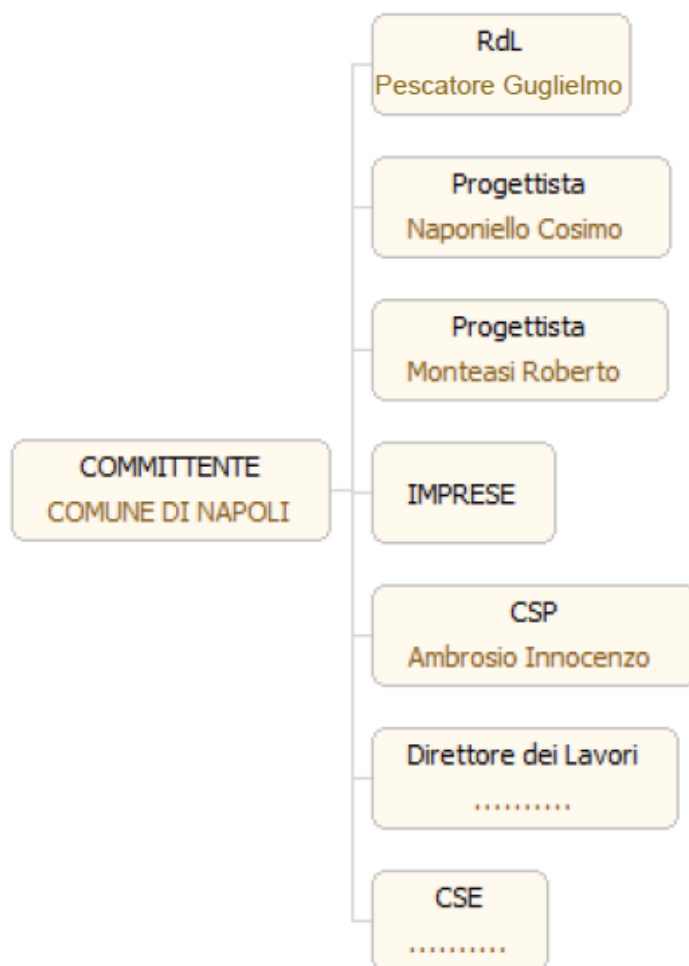 RdL
Pescatore Guglielmo
Progettista
Naponiello Cosimo
Progettista
Monteasi Roberto
COMMITTENTE
COMUNE DI NAPOLI
IMPRESE
CSP
Ambrosio Innocenzo
Direttore dei Lavori
..........
CSE
..........